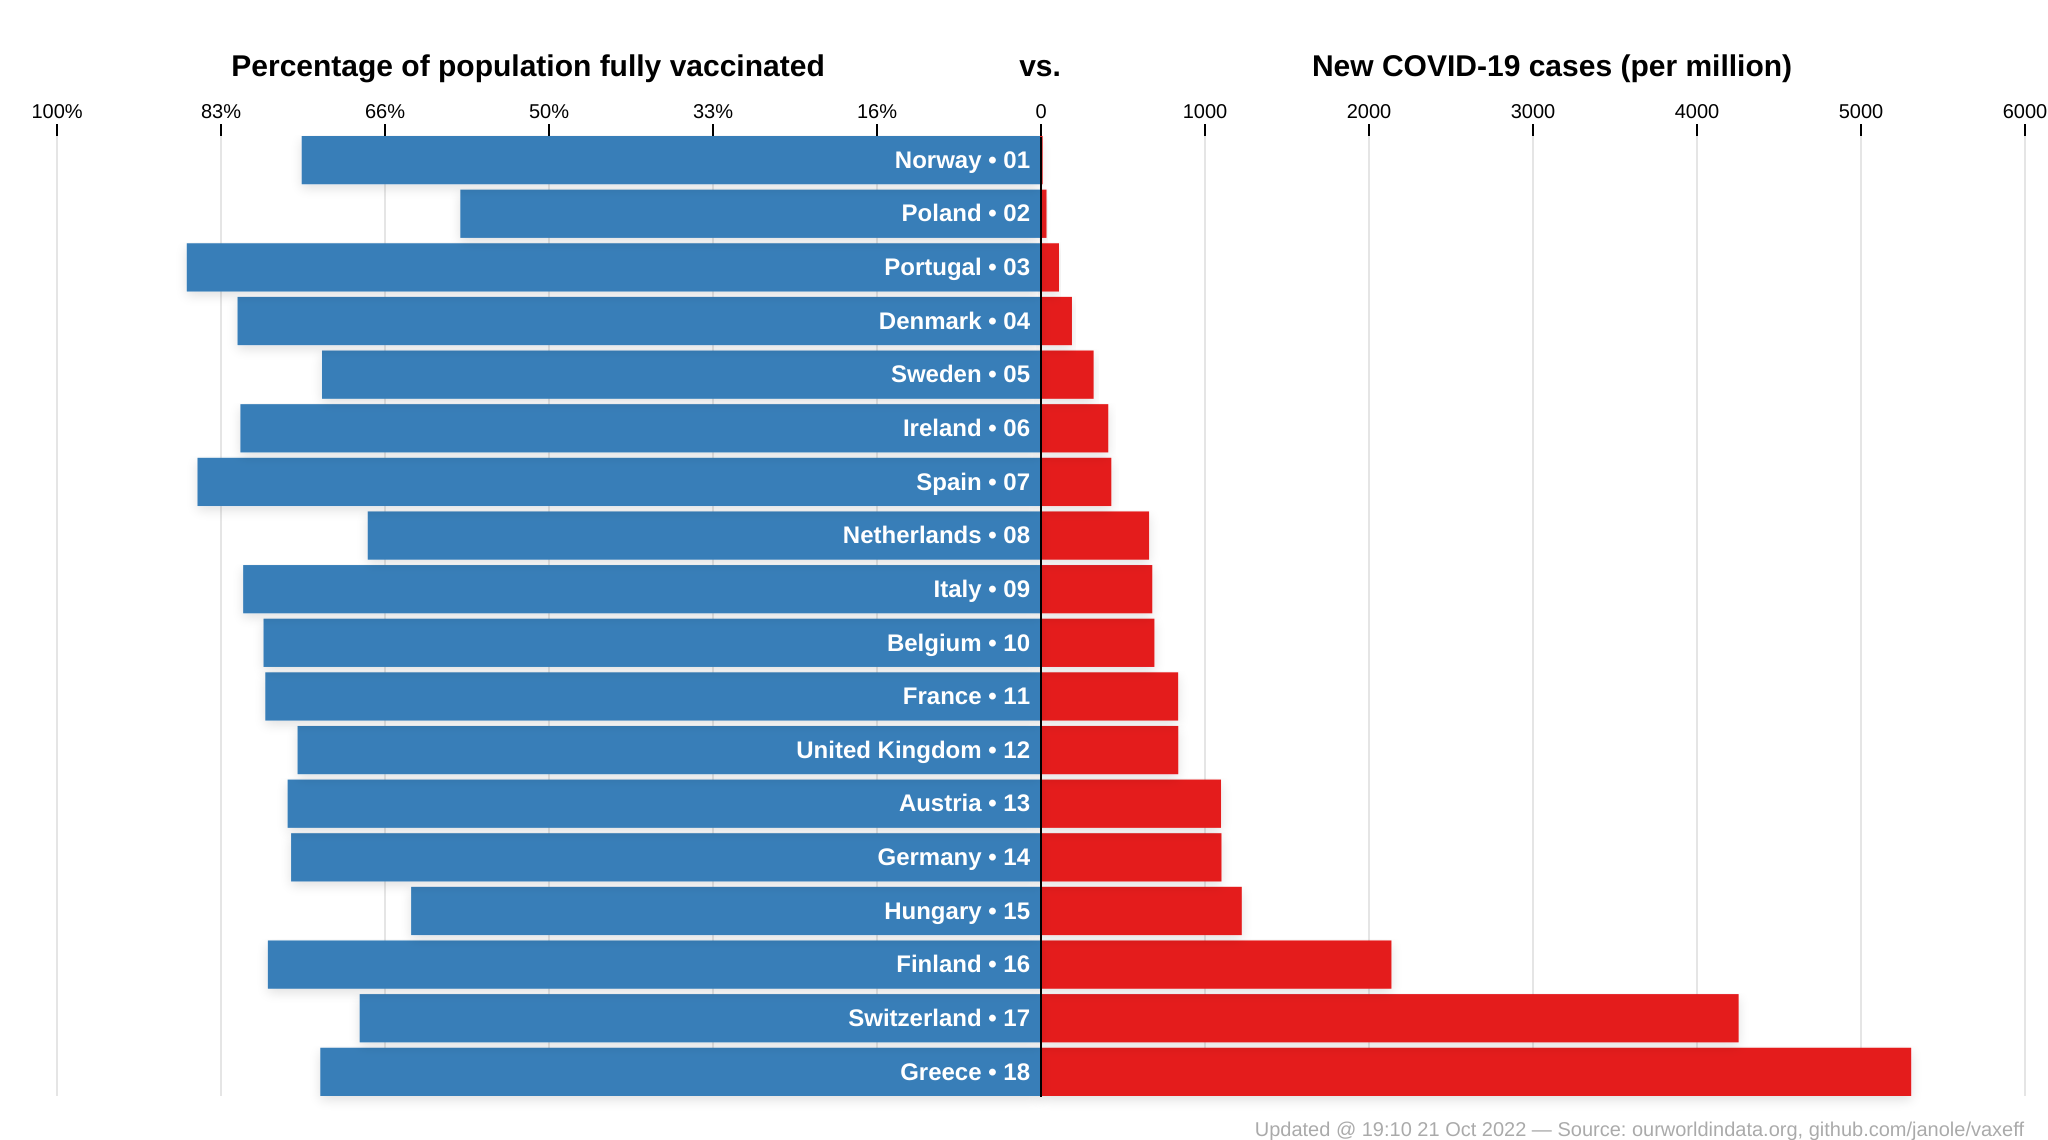 Percentage of population fully vaccinated vs. New COVID-19 cases (per million)
100% 83% 66% 50% 33% 16% 0 1000 2000 3000 4000 5000 6000
Norway • 01
Poland • 02
Portugal • 03
Denmark • 04
Sweden • 05
Ireland • 06
Spain • 07
Netherlands • 08
Italy • 09
Belgium • 10
France • 11
United Kingdom • 12
Austria • 13
Germany • 14
Hungary • 15
Finland • 16
Switzerland • 17
Greece • 18
Updated @ 19:10 21 Oct 2022 — Source: ourworldindata.org, github.com/janole/vaxeff